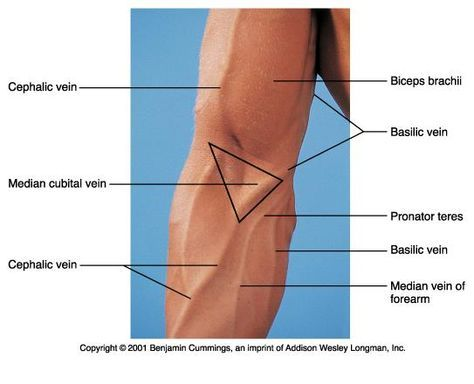 Cephalic vein
Biceps brachii
Basilic vein
Median cubital vein
Pronator teres
Basilic vein
Cephalic vein
Median vein of
forearm
Copyright © 2001 Benjamin Cummings, an imprint of Addison Wesley Longman, Inc.